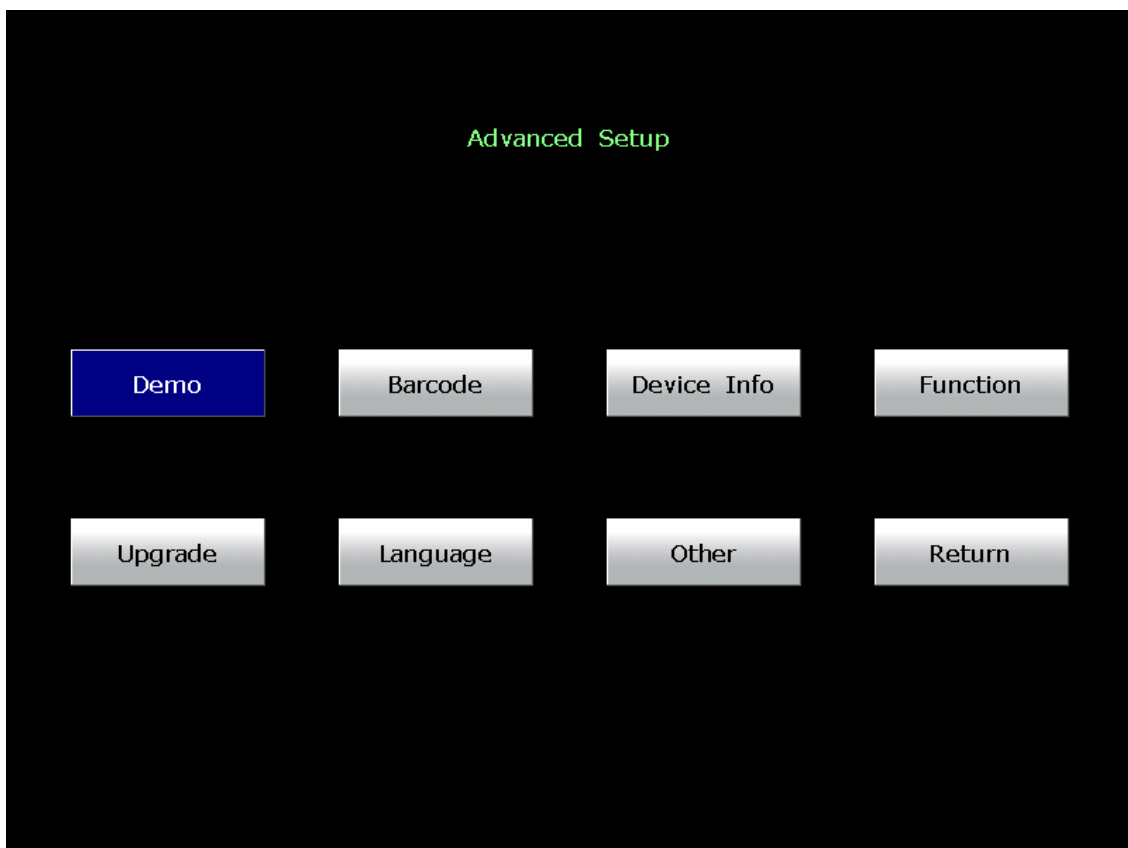 Advanced Setup
Demo Barcode Device Info Function
Upgrade Language Other Return